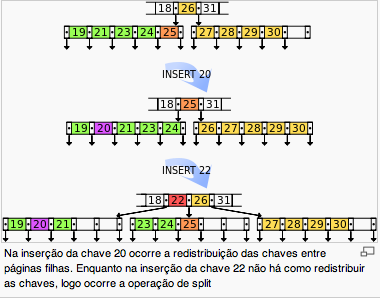 18 26 31
19 21 23 24 25 27 28 29 30
INSERT 20
18 25 31
19 20 21 23 24 26 27 28 29 30
INSERT 22
18 22 26 31
19 20 21 23 24 25 27 28 29 30
Na inserção da chave 20 ocorre a redistribuição das chaves entre
páginas filhas. Enquanto na inserção da chave 22 não há como redistribuir
as chaves, logo ocorre a operação de split